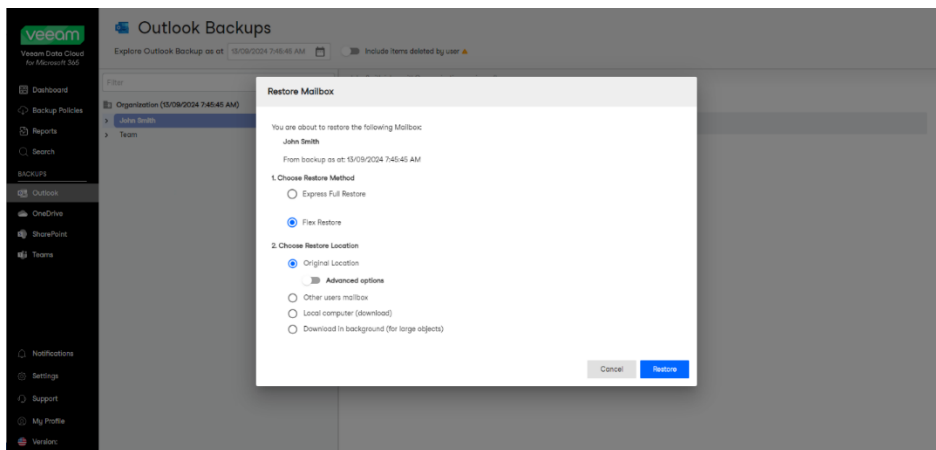 veeam
Veeam Data Cloud
for Microsoft 365
Dashboard
Backup Policies
Reports
Search
BACKUPS
Outlook
OneDrive
SharePoint
Teams
Notifications
Settings
Support
My Profile
Version:
Outlook Backups
Explore Outlook Backup as at 13/09/2024 7:45:45 AM Include items deleted by user
Filter
Organization (13/09/2024 7:45:45 AM)
John Smith
Team
Restore Mailbox
You are about to restore the following Mailbox:
John Smith
From backup as at: 13/09/2024 7:45:45 AM
1. Choose Restore Method
Express Full Restore
Flex Restore
2. Choose Restore Location
Original Location
Advanced options
Other users mailbox
Local computer (download)
Download in background (for large objects)
Cancel
Restore